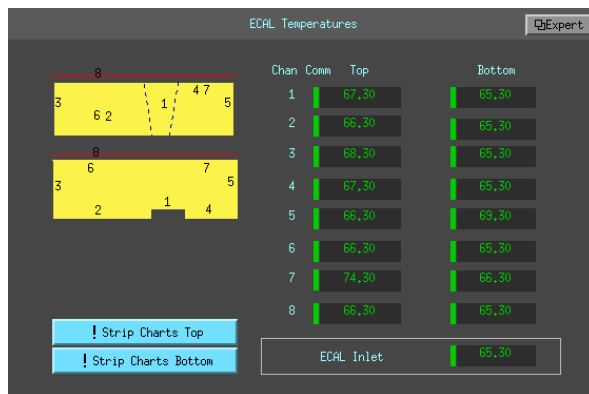 ECAL Temperatures
Expert
Chan Comm Top Bottom
1 67.30 65.30
2 66.30 65.30
3 68.30 65.30
4 67.30 65.30
5 66.30 69.30
6 66.30 65.30
7 74.30 66.30
8 66.30 65.30
ECAL Inlet 65.30
8
4 7
3 1 5
6 2
8
6 7
3 5
1
2 4
! Strip Charts Top
! Strip Charts Bottom